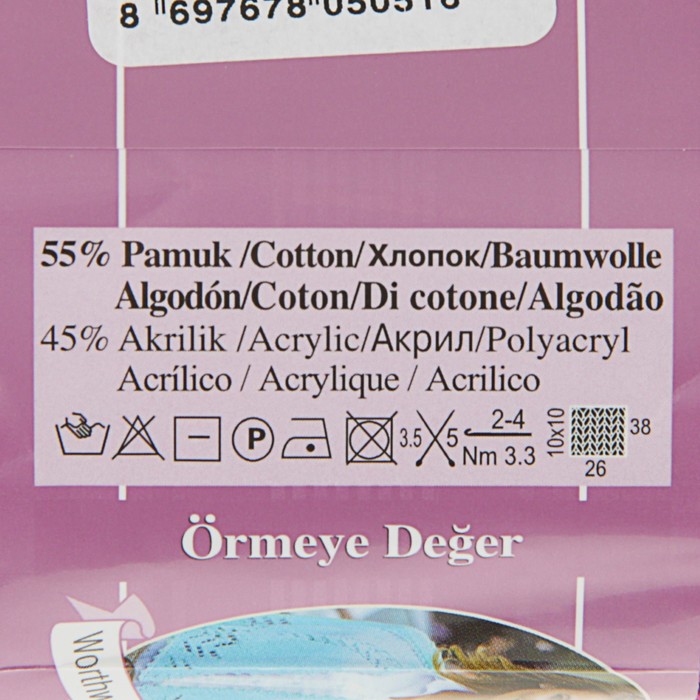 8 697678 050516
55% Pamuk /Cotton/Хлопок/Baumwolle
Algodón/Coton/Di cotone/Algodão
45% Akrilik /Acrylic/Акрил/Polyacryl
Acrílico / Acrylique / Acrilico
P 3.5 5 2-4 Nm 3.3 10x10 38
26
Örmeye Değer